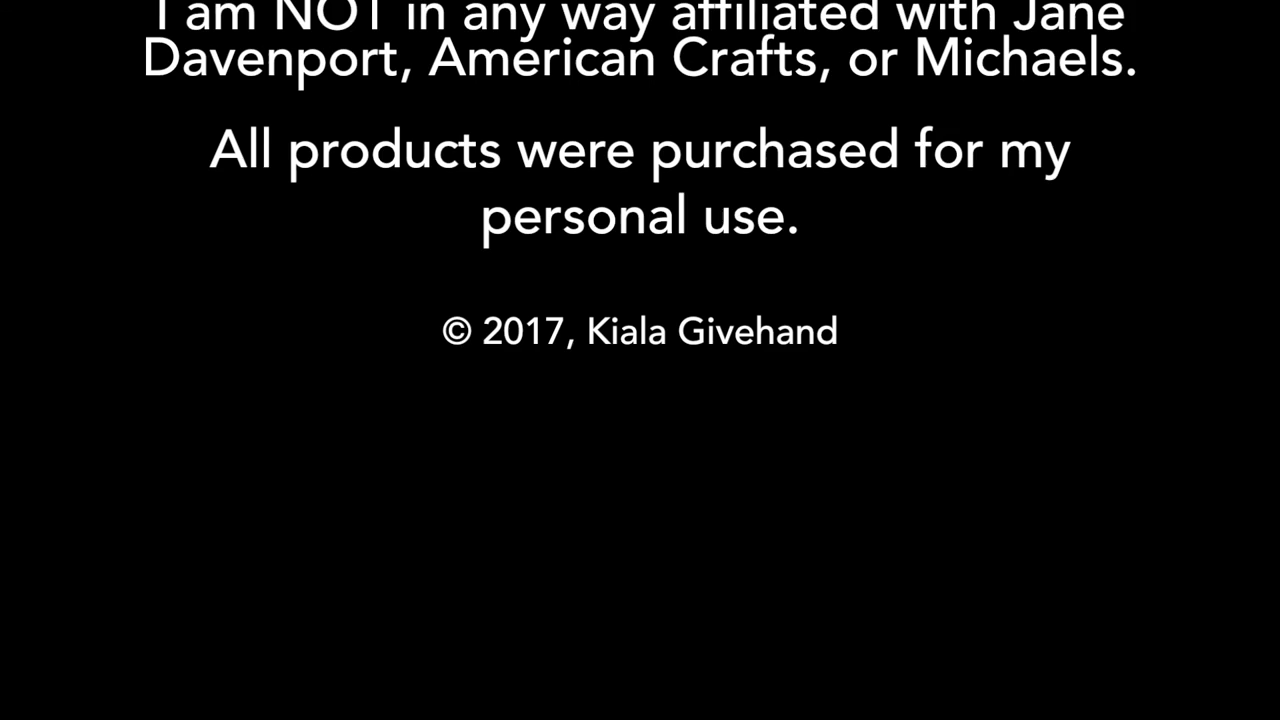 I am NOT in any way affiliated with Jane
Davenport, American Crafts, or Michaels.
All products were purchased for my
personal use.
© 2017, Kiala Givehand